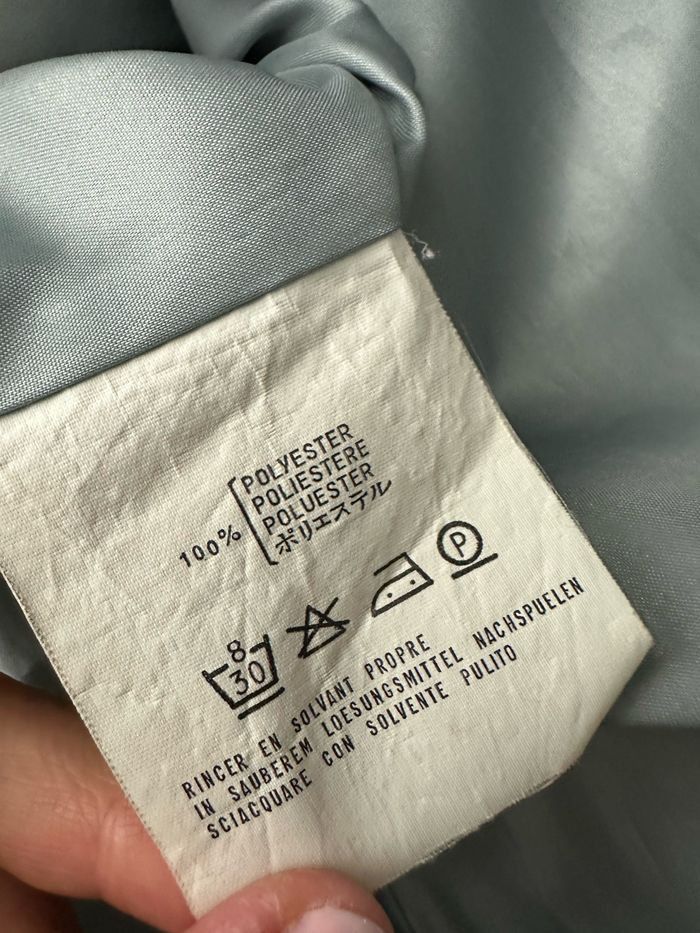 100%
POLYESTER
POLIESTERE
POLUESTER
ポリエステル
8
30
P
RINCER EN SOLVANT PROPRE
IN SAUBEREM LOESUNGSMITTEL NACHSPUELEN
SCIACQUARE CON SOLVENTE PULITO